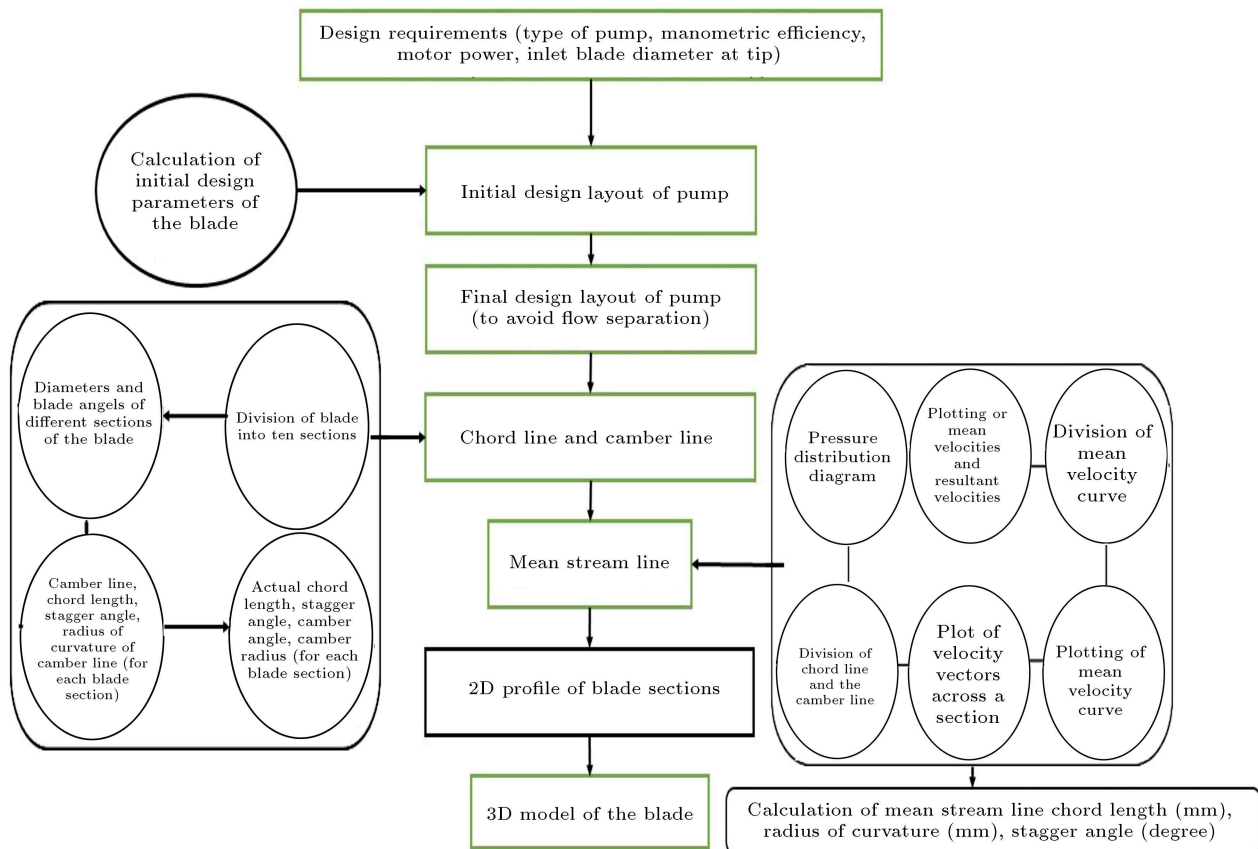 Design requirements (type of pump, manometric efficiency,
motor power, inlet blade diameter at tip)
Calculation of
initial design
parameters of
the blade
Initial design layout of pump
Final design layout of pump
(to avoid flow separation)
Diameters and
blade angels of
different sections
of the blade
Division of blade
into ten sections
Chord line and camber line
Camber line,
chord length,
stagger angle,
radius of
curvature of
camber line (for
each blade section)
Actual chord
length, stagger
angle, camber
angle, camber
radius (for each
blade section)
Pressure
distribution
diagram
Plotting or
mean
velocities
and
resultant
velocities
Division of
mean
velocity
curve
Mean stream line
Division of
chord line
and the
camber line
Plot of
velocity
vectors
across a
section
Plotting of
mean
velocity
curve
2D profile of blade sections
3D model of the blade
Calculation of mean stream line chord length (mm),
radius of curvature (mm), stagger angle (degree)